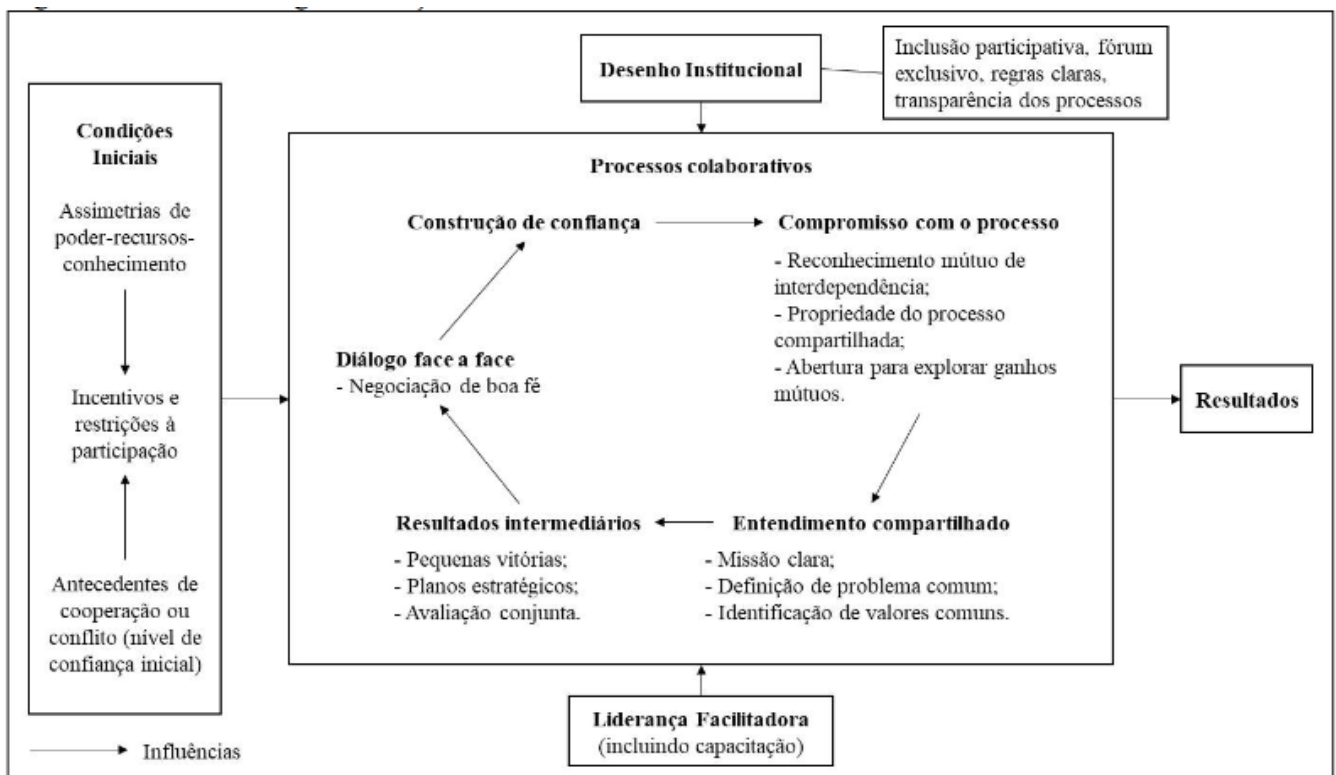 Desenho Institucional
Inclusão participativa, fórum
exclusivo, regras claras,
transparência dos processos
Condições
Iniciais
Assimetrias de
poder-recursos-
conhecimento
Incentivos e
restrições à
participação
Antecedentes de
cooperação ou
conflito (nível de
confiança inicial)
Processos colaborativos
Construção de confiança
Compromisso com o processo
- Reconhecimento mútuo de
interdependência;
- Propriedade do processo
compartilhada;
- Abertura para explorar ganhos
mútuos.
Diálogo face a face
- Negociação de boa fé
Resultados intermediários
- Pequenas vitórias;
- Planos estratégicos;
- Avaliação conjunta.
Entendimento compartilhado
- Missão clara;
- Definição de problema comum;
- Identificação de valores comuns.
Resultados
Liderança Facilitadora
(incluindo capacitação)
Influências